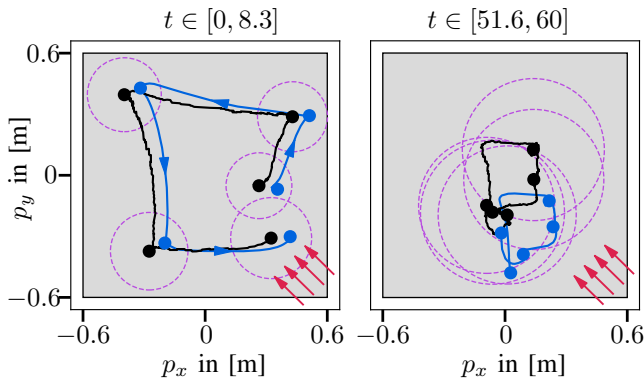 t ∈ [0, 8.3]
t ∈ [51.6, 60]
0.6
0
−0.6
p_y in [m]
−0.6
0
0.6
−0.6
0
0.6
p_x in [m]
p_x in [m]